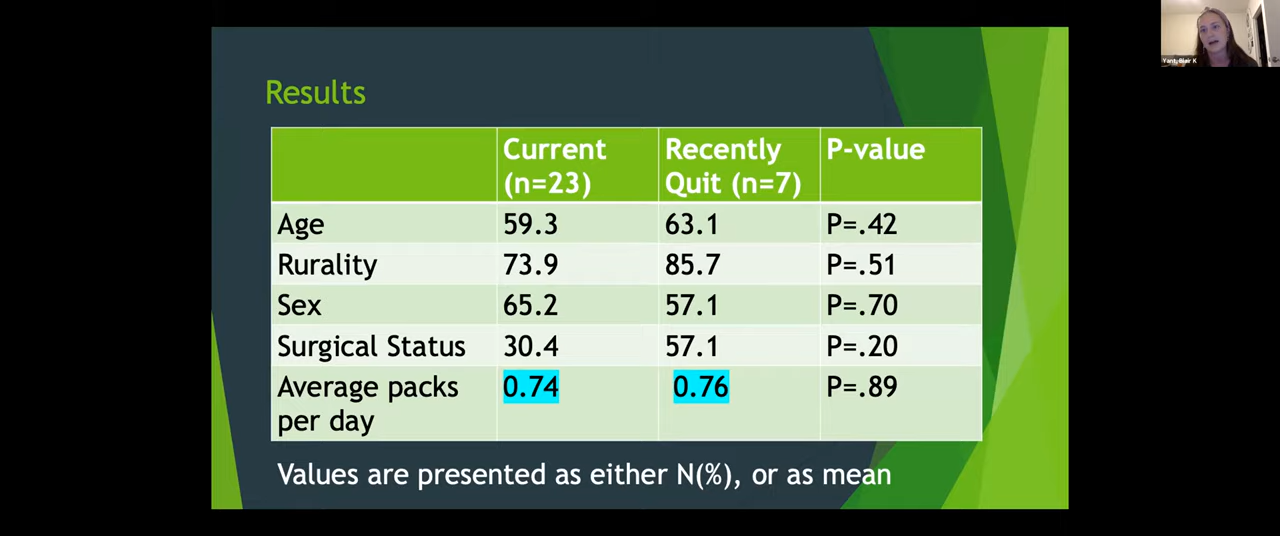 Yant, Blair K
Results
Current (n=23) Recently Quit (n=7) P-value
Age 59.3 63.1 P=.42
Rurality 73.9 85.7 P=.51
Sex 65.2 57.1 P=.70
Surgical Status 30.4 57.1 P=.20
Average packs per day 0.74 0.76 P=.89
Values are presented as either N(%), or as mean